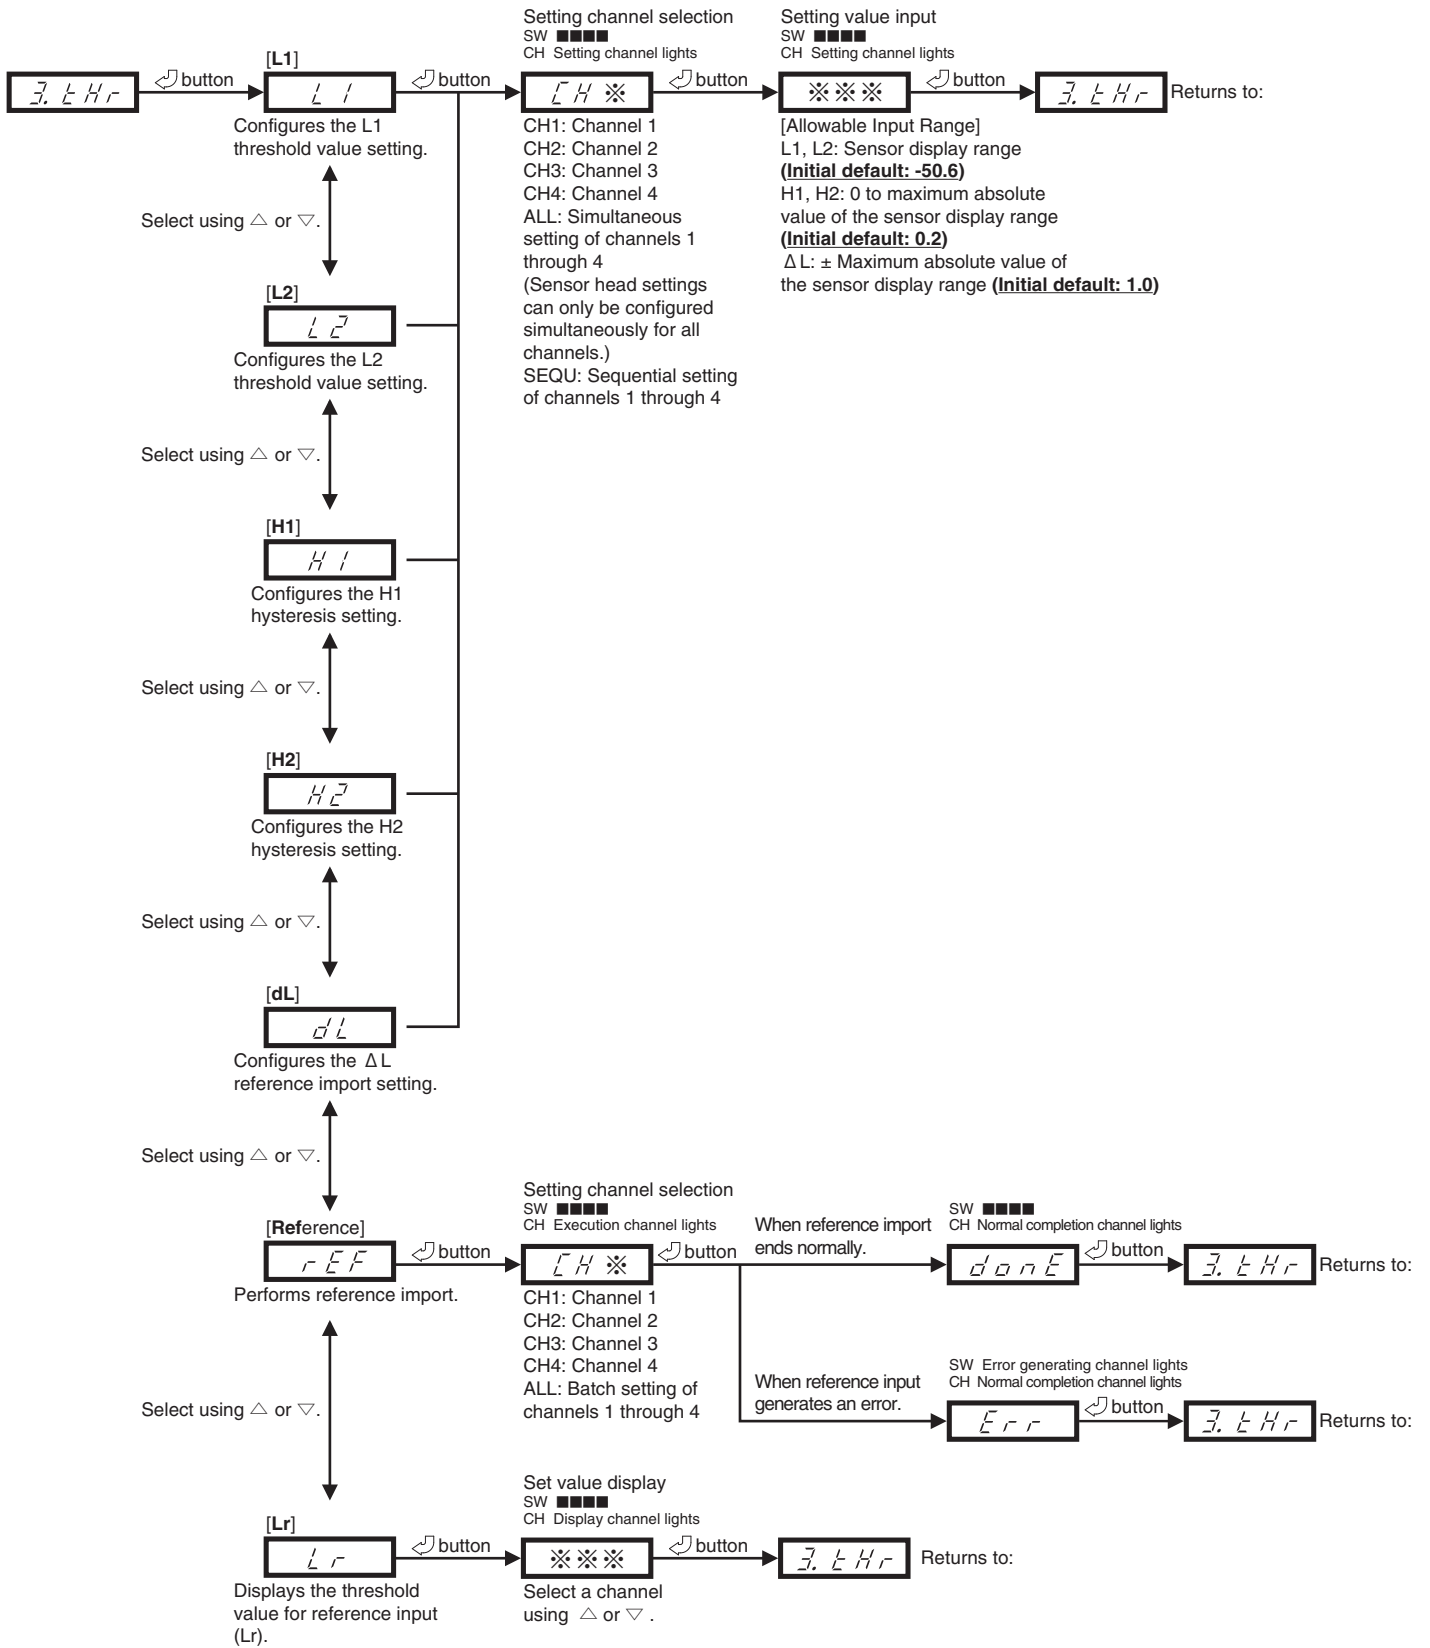 Setting channel selection
SW ■■■■
CH Setting channel lights
Setting value input
SW ■■■■
CH Setting channel lights
3. tHr
button
[L1]
L1
button
CH ※
button
※※※
button
3. tHr
Returns to:
Configures the L1
threshold value setting.
CH1: Channel 1
CH2: Channel 2
CH3: Channel 3
CH4: Channel 4
ALL: Simultaneous
setting of channels 1
through 4
(Sensor head settings
can only be configured
simultaneously for all
channels.)
SEQU: Sequential setting
of channels 1 through 4
[Allowable Input Range]
L1, L2: Sensor display range
(Initial default: -50.6)
H1, H2: 0 to maximum absolute
value of the sensor display range
(Initial default: 0.2)
ΔL: ± Maximum absolute value of
the sensor display range (Initial default: 1.0)
Select using △ or ▽.
[L2]
L2
Configures the L2
threshold value setting.
Select using △ or ▽.
[H1]
H1
Configures the H1
hysteresis setting.
Select using △ or ▽.
[H2]
H2
Configures the H2
hysteresis setting.
Select using △ or ▽.
[dL]
dL
Configures the ΔL
reference import setting.
Select using △ or ▽.
[Reference]
rEF
Performs reference import.
button
Setting channel selection
SW ■■■■
CH Execution channel lights
CH ※
CH1: Channel 1
CH2: Channel 2
CH3: Channel 3
CH4: Channel 4
ALL: Batch setting of
channels 1 through 4
button
When reference import
ends normally.
SW ■■■■
CH Normal completion channel lights
donE
button
3. tHr
Returns to:
When reference input
generates an error.
SW Error generating channel lights
CH Normal completion channel lights
Err
button
3. tHr
Returns to:
Select using △ or ▽.
[Lr]
Lr
Displays the threshold
value for reference input
(Lr).
button
Set value display
SW ■■■■
CH Display channel lights
※※※
Select a channel
using △ or ▽ .
button
3. tHr
Returns to: